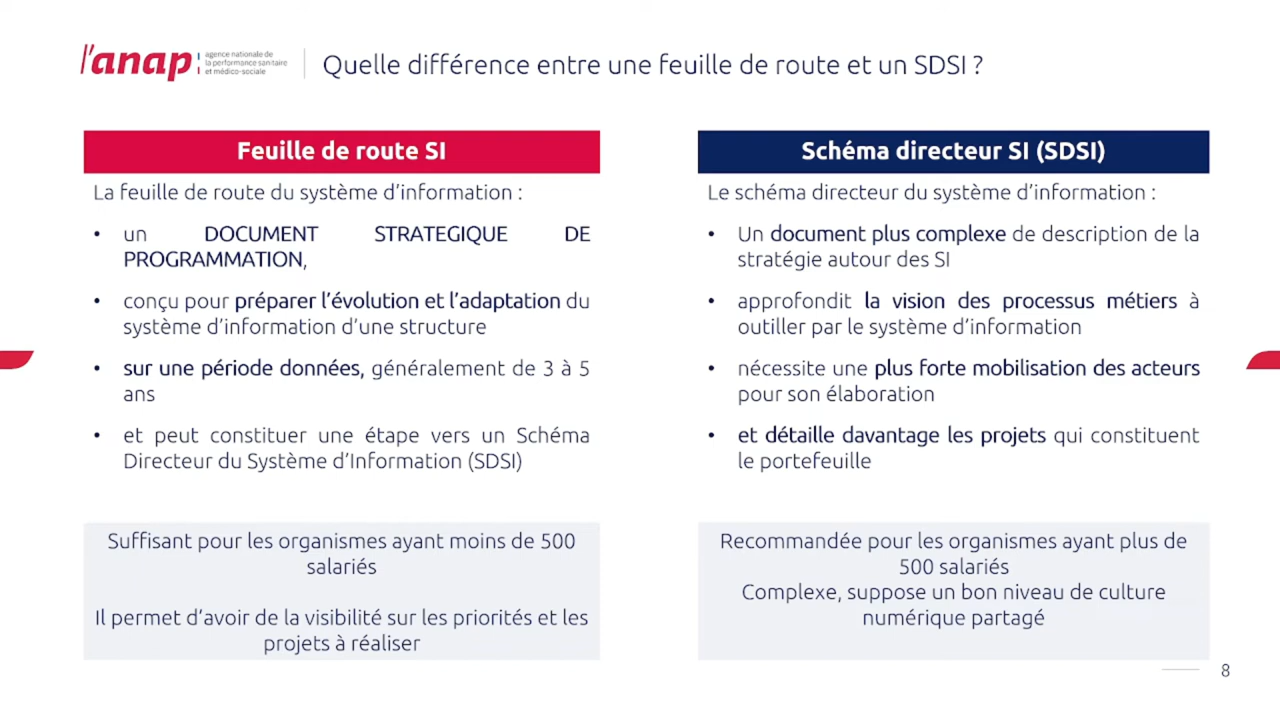 l'anap
agence nationale de
la performance sanitaire
et médico-sociale
Quelle différence entre une feuille de route et un SDSI ?
Feuille de route SI
La feuille de route du système d'information :
• un DOCUMENT STRATEGIQUE DE
PROGRAMMATION,
• conçu pour préparer l'évolution et l'adaptation du
système d'information d'une structure
• sur une période données, généralement de 3 à 5
ans
• et peut constituer une étape vers un Schéma
Directeur du Système d'Information (SDSI)
Suffisant pour les organismes ayant moins de 500
salariés
Il permet d'avoir de la visibilité sur les priorités et les
projets à réaliser
Schéma directeur SI (SDSI)
Le schéma directeur du système d'information :
• Un document plus complexe de description de la
stratégie autour des SI
• approfondit la vision des processus métiers à
outiller par le système d'information
• nécessite une plus forte mobilisation des acteurs
pour son élaboration
• et détaille davantage les projets qui constituent
le portefeuille
Recommandée pour les organismes ayant plus de
500 salariés
Complexe, suppose un bon niveau de culture
numérique partagé
8